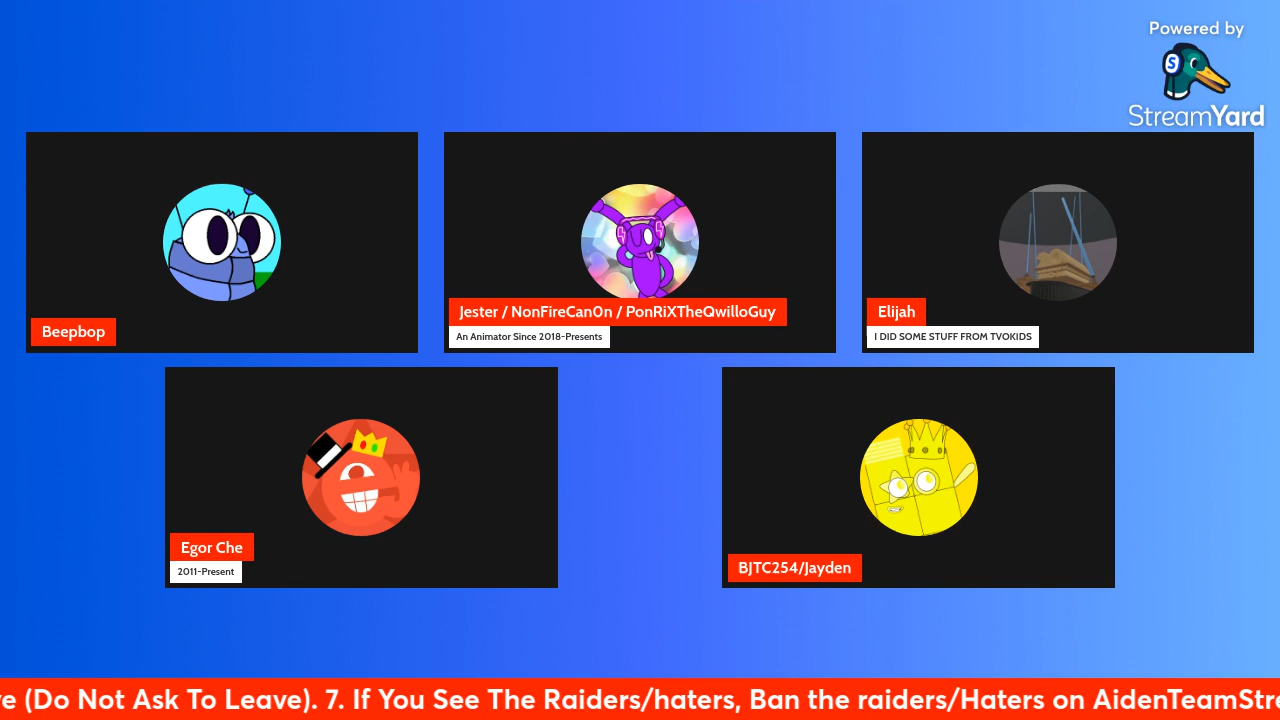 Powered by
StreamYard
Beepbop
Jester / NonFireCan0n / PonRiXTheQwilloGuy
An Animator Since 2018-Presents
Elijah
I DID SOME STUFF FROM TVOKIDS
Egor Che
2011-Present
BJTC254/Jayden
(Do Not Ask To Leave). 7. If You See The Raiders/haters, Ban the raiders/Haters on